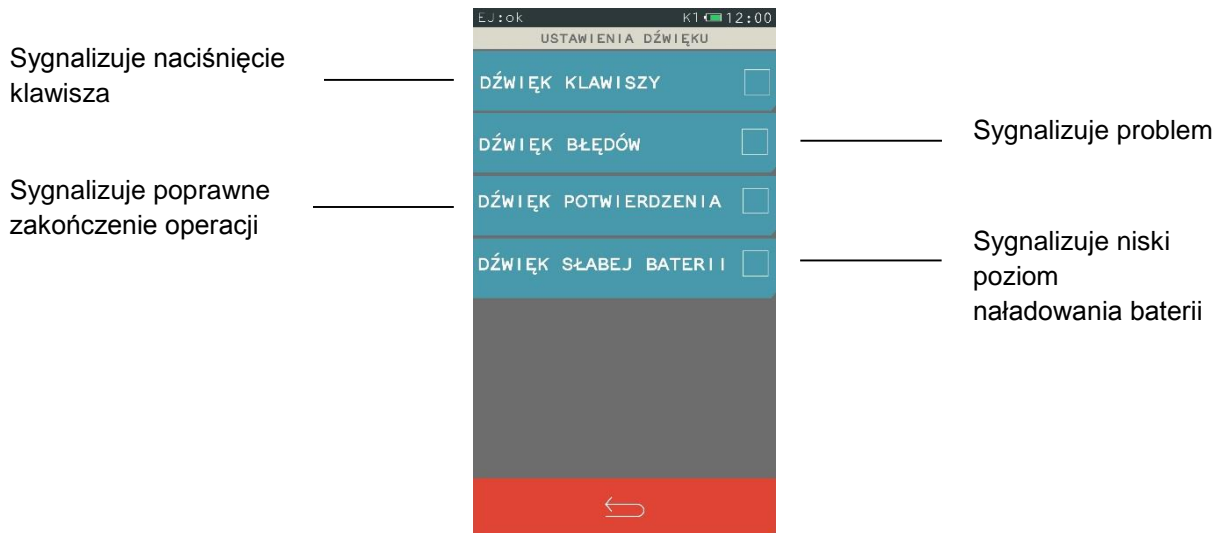 EJ:ok K1 12:00
USTAWIENIA DŹWIĘKU
Sygnalizuje naciśnięcie
klawisza
DŹWIĘK KLAWISZY
DŹWIĘK BŁĘDÓW
Sygnalizuje problem
Sygnalizuje poprawne
zakończenie operacji
DŹWIĘK POTWIERDZENIA
DŹWIĘK SŁABEJ BATERII
Sygnalizuje niski
poziom
naładowania baterii